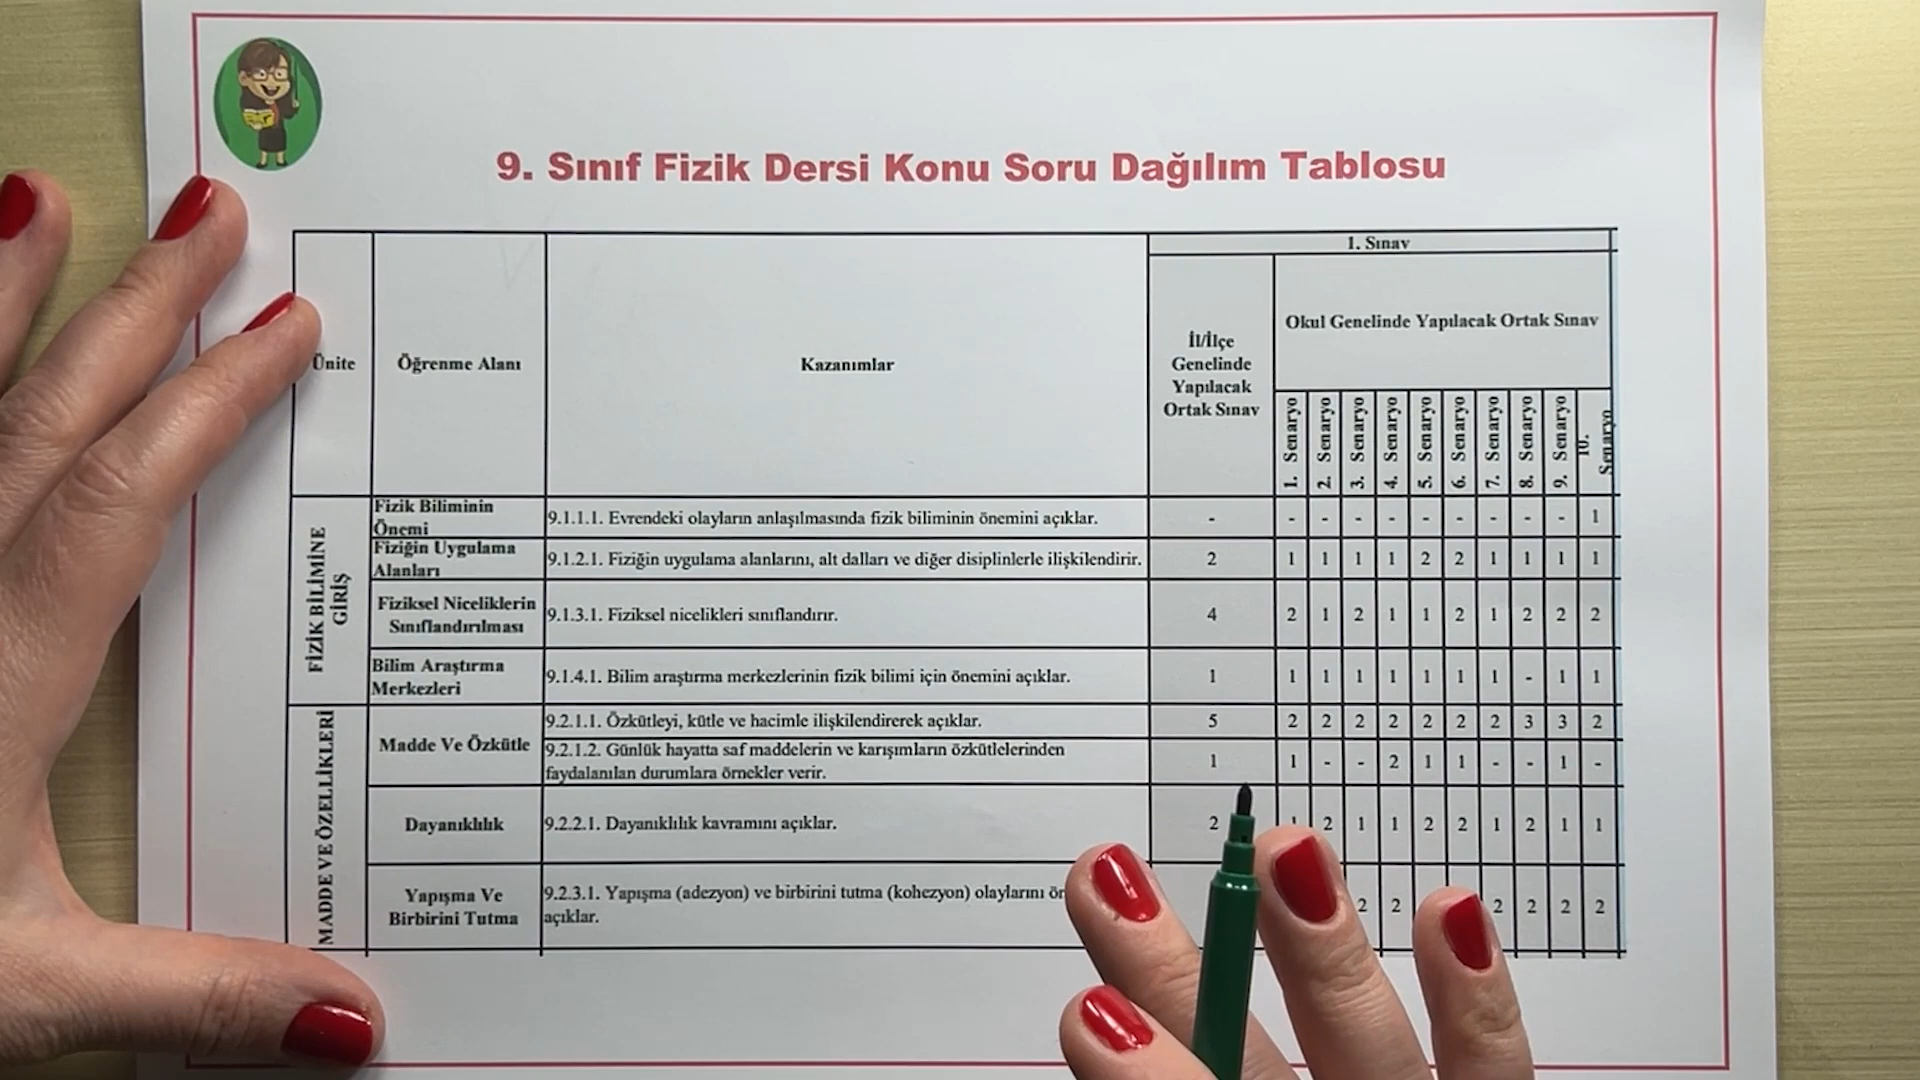 9. Sınıf Fizik Dersi Konu Soru Dağılım Tablosu
1. Sınav
Ünite
Öğrenme Alanı
Kazanımlar
İl/İlçe
Genelinde
Yapılacak
Ortak Sınav
Okul Genelinde Yapılacak Ortak Sınav
1. Senaryo
2. Senaryo
3. Senaryo
4. Senaryo
5. Senaryo
6. Senaryo
7. Senaryo
8. Senaryo
9. Senaryo
10.
Senaryo
FİZİK BİLİMİNE
GİRİŞ
Fizik Biliminin
Önemi
9.1.1.1. Evrendeki olayların anlaşılmasında fizik biliminin önemini açıklar.
- - - - - - - - - - 1
Fiziğin Uygulama
Alanları
9.1.2.1. Fiziğin uygulama alanlarını, alt dalları ve diğer disiplinlerle ilişkilendirir.
2 1 1 1 1 2 2 1 1 1 1
Fiziksel Niceliklerin
Sınıflandırılması
9.1.3.1. Fiziksel nicelikleri sınıflandırır.
4 2 1 2 1 1 2 1 2 2 2
Bilim Araştırma
Merkezleri
9.1.4.1. Bilim araştırma merkezlerinin fizik bilimi için önemini açıklar.
1 1 1 1 1 1 1 1 - 1 1
MADDE VE ÖZELLİKLERİ
Madde Ve Özkütle
9.2.1.1. Özkütleyi, kütle ve hacimle ilişkilendirerek açıklar.
5 2 2 2 2 2 2 2 3 3 2
9.2.1.2. Günlük hayatta saf maddelerin ve karışımların özkütlelerinden
faydalanılan durumlara örnekler verir.
1 1 - - 2 1 1 - - 1 -
Dayanıklılık
9.2.2.1. Dayanıklılık kavramını açıklar.
2 1 2 1 1 2 2 1 2 1 1
Yapışma Ve
Birbirini Tutma
9.2.3.1. Yapışma (adezyon) ve birbirini tutma (kohezyon) olaylarını
açıklar.
2 2 2 2 2 2